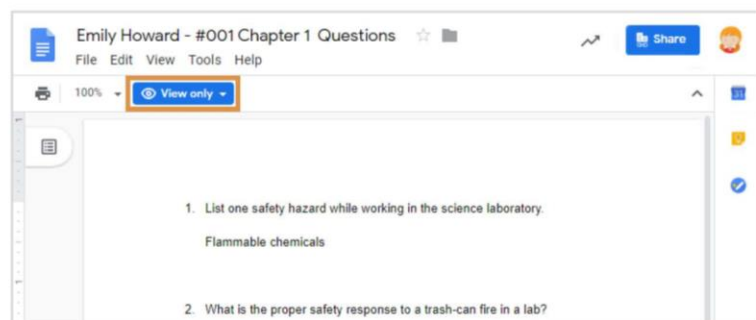 Emily Howard - #001 Chapter 1 Questions
Share
File Edit View Tools Help
100% View only
31
1. List one safety hazard while working in the science laboratory.
Flammable chemicals
2. What is the proper safety response to a trash-can fire in a lab?